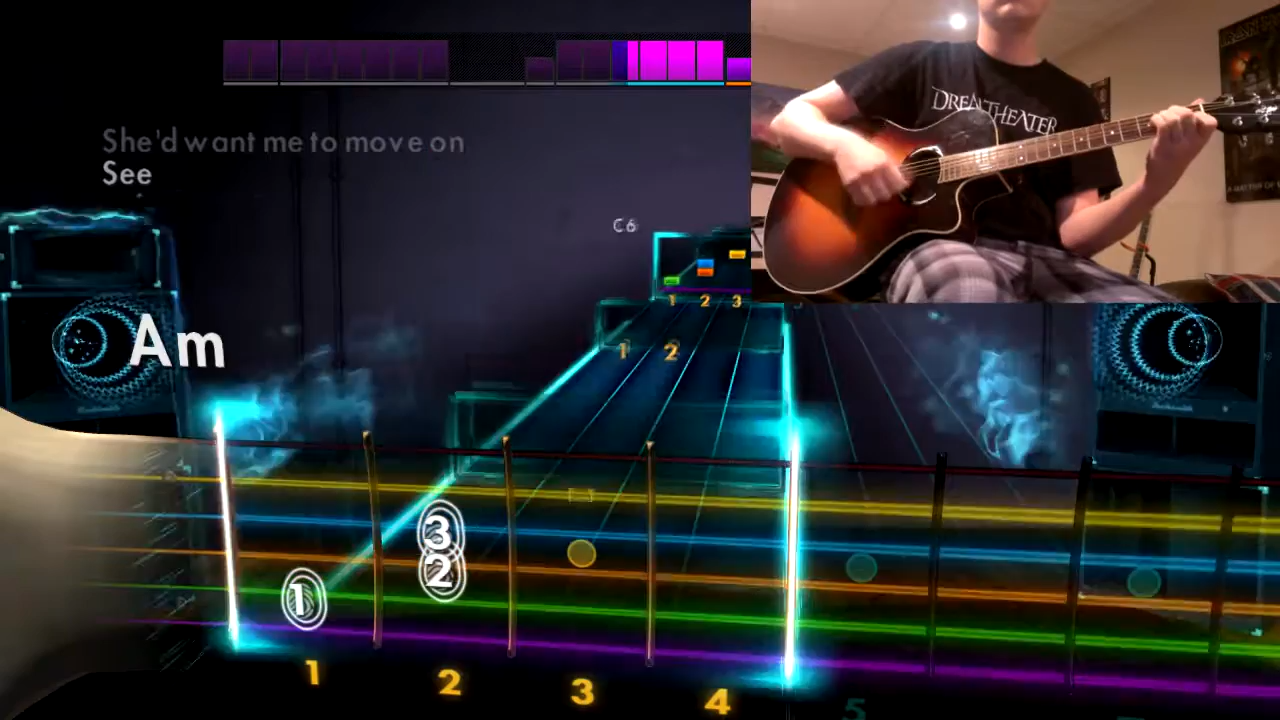 She'd want me to move on
See
C6
DREAM THEATER
1 2 3
1 2
Am
3
2
1
1 2 3 4 5